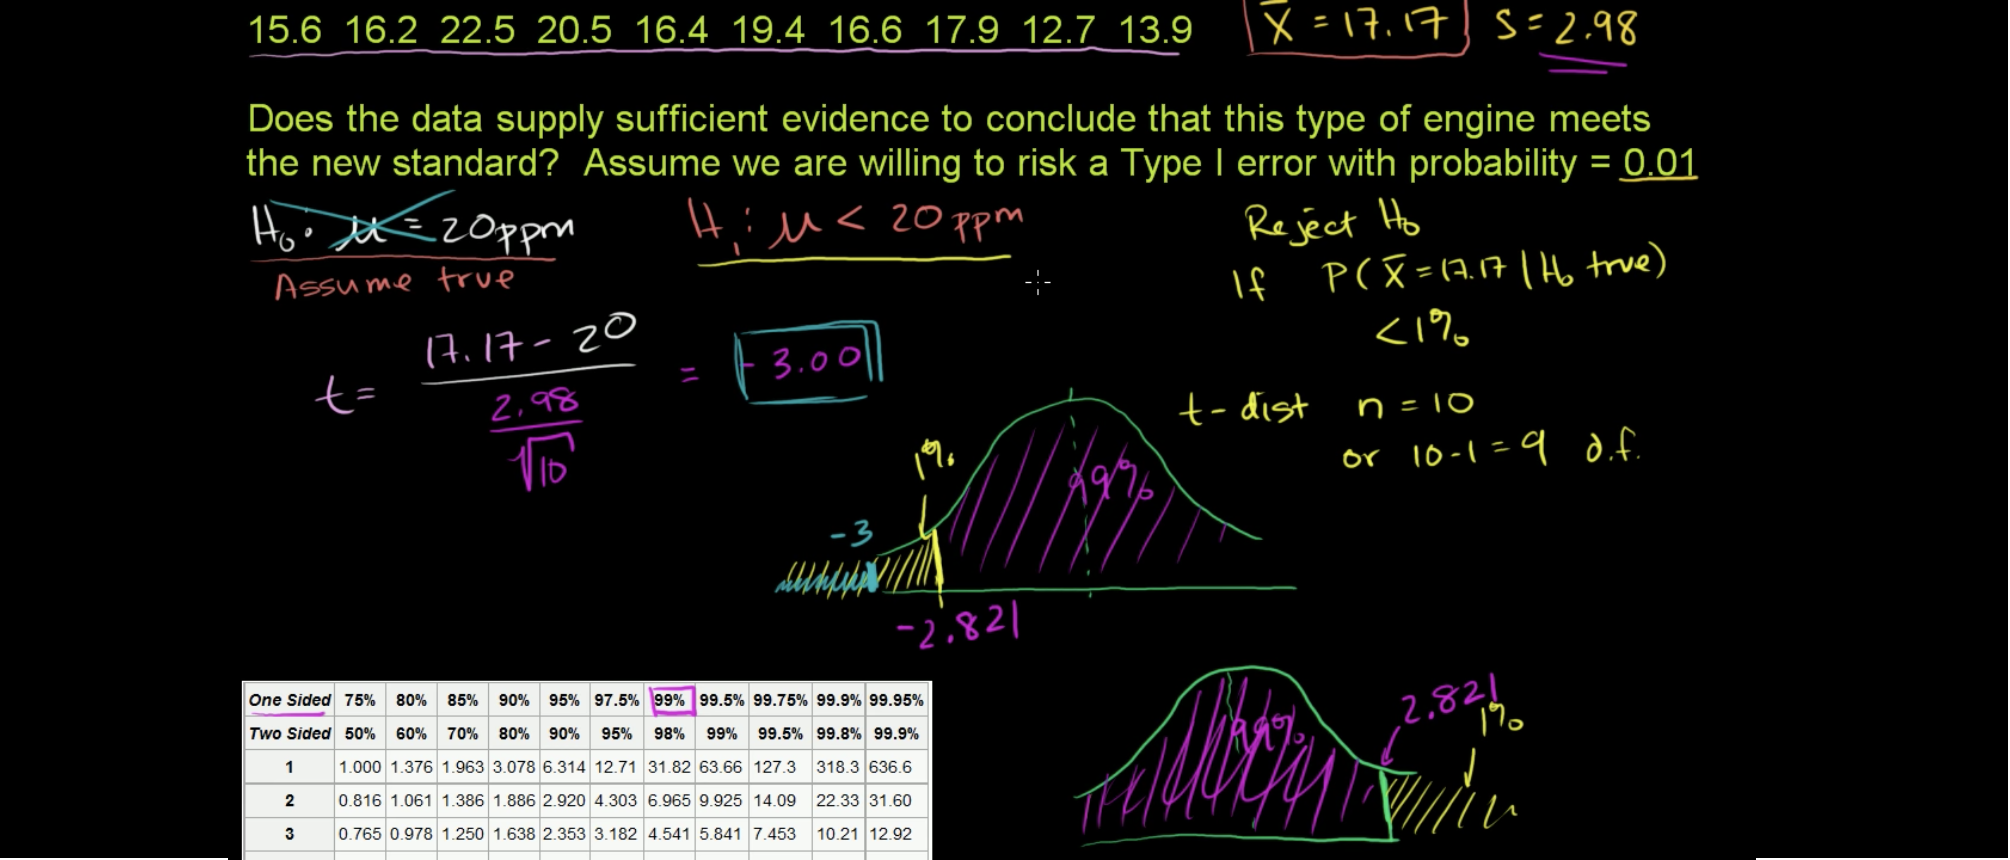 15.6 16.2 22.5 20.5 16.4 19.4 16.6 17.9 12.7 13.9 X̄ = 17.17 S = 2.98
Does the data supply sufficient evidence to conclude that this type of engine meets
the new standard? Assume we are willing to risk a Type I error with probability = 0.01
H₀: μ = 20ppm H₁: μ < 20 ppm Reject H₀
Assume true If P(X̄ = 17.17 | H₀ true)
<1%
t = (17.17 - 20) / (2.98 / √10) = -3.00
t-dist n = 10
or 10-1 = 9 d.f.
1% 99%
-3
-2.821
2.821
99% 1%
One Sided 75% 80% 85% 90% 95% 97.5% 99% 99.5% 99.75% 99.9% 99.95%
Two Sided 50% 60% 70% 80% 90% 95% 98% 99% 99.5% 99.8% 99.9%
1 1.000 1.376 1.963 3.078 6.314 12.71 31.82 63.66 127.3 318.3 636.6
2 0.816 1.061 1.386 1.886 2.920 4.303 6.965 9.925 14.09 22.33 31.60
3 0.765 0.978 1.250 1.638 2.353 3.182 4.541 5.841 7.453 10.21 12.92